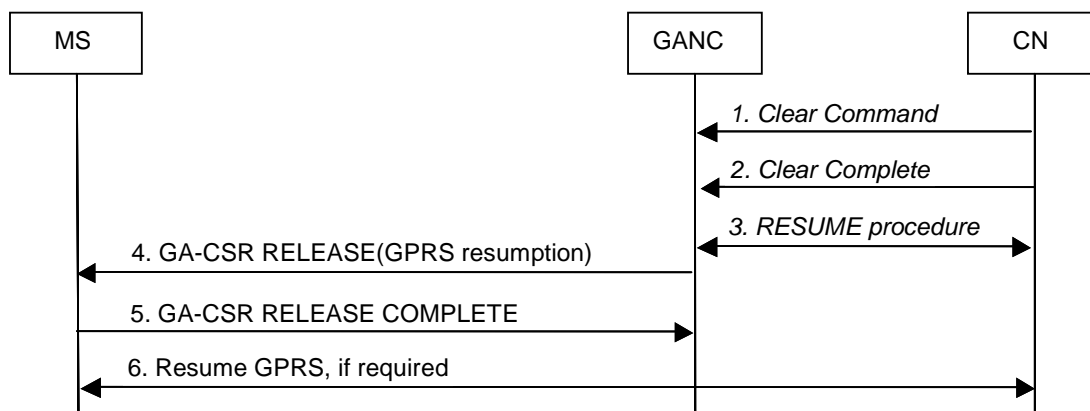 MS
GANC
CN
1. Clear Command
2. Clear Complete
3. RESUME procedure
4. GA-CSR RELEASE(GPRS resumption)
5. GA-CSR RELEASE COMPLETE
6. Resume GPRS, if required